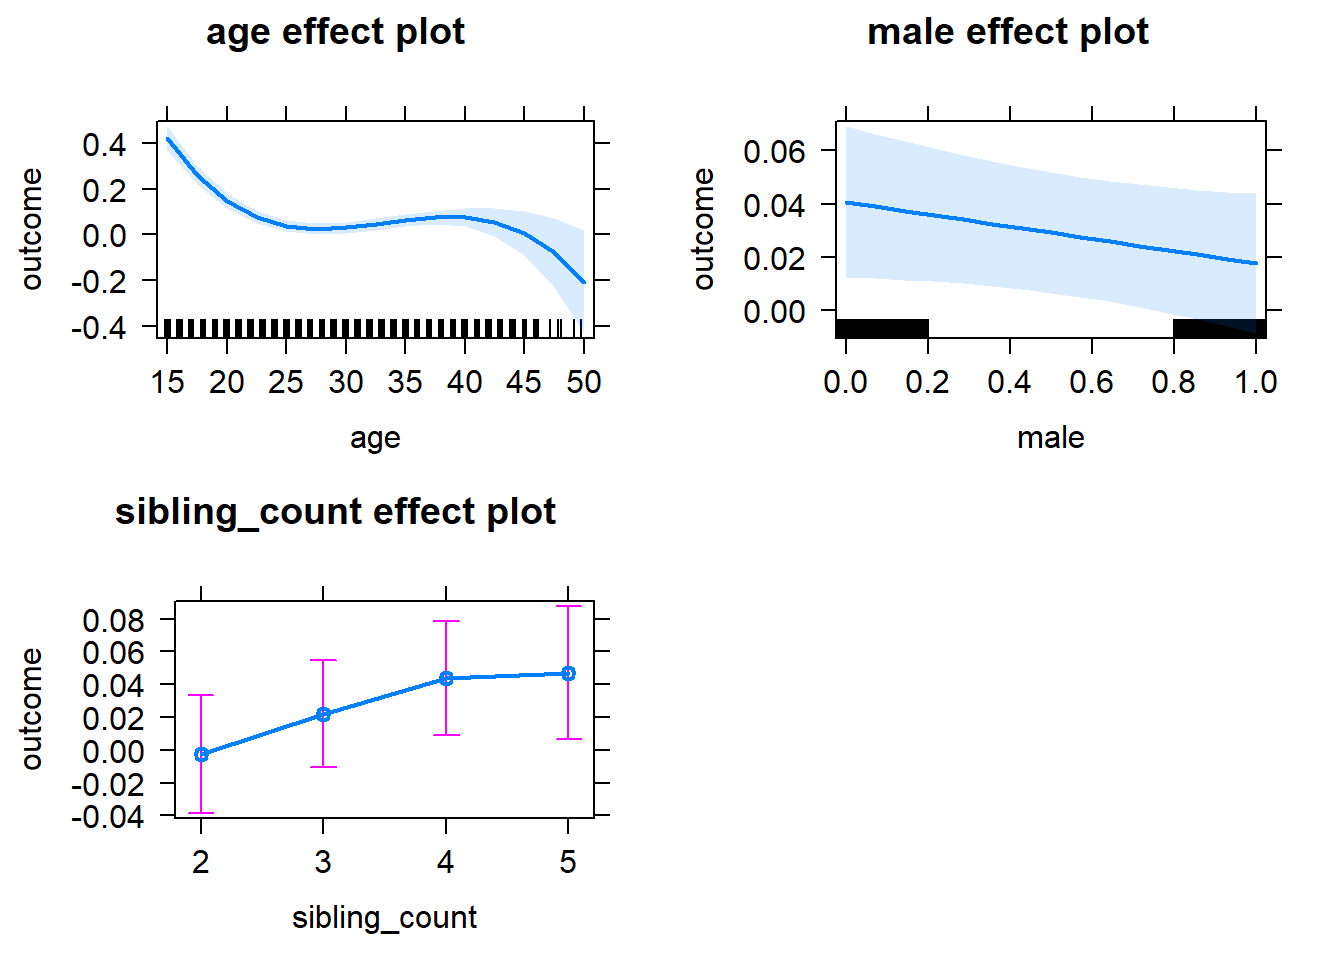 age effect plot
outcome
0.4
0.2
0.0
-0.2
-0.4
15 20 25 30 35 40 45 50
age
male effect plot
outcome
0.06
0.04
0.02
0.00
0.0 0.2 0.4 0.6 0.8 1.0
male
sibling_count effect plot
outcome
0.08
0.06
0.04
0.02
0.00
-0.02
-0.04
2 3 4 5
sibling_count